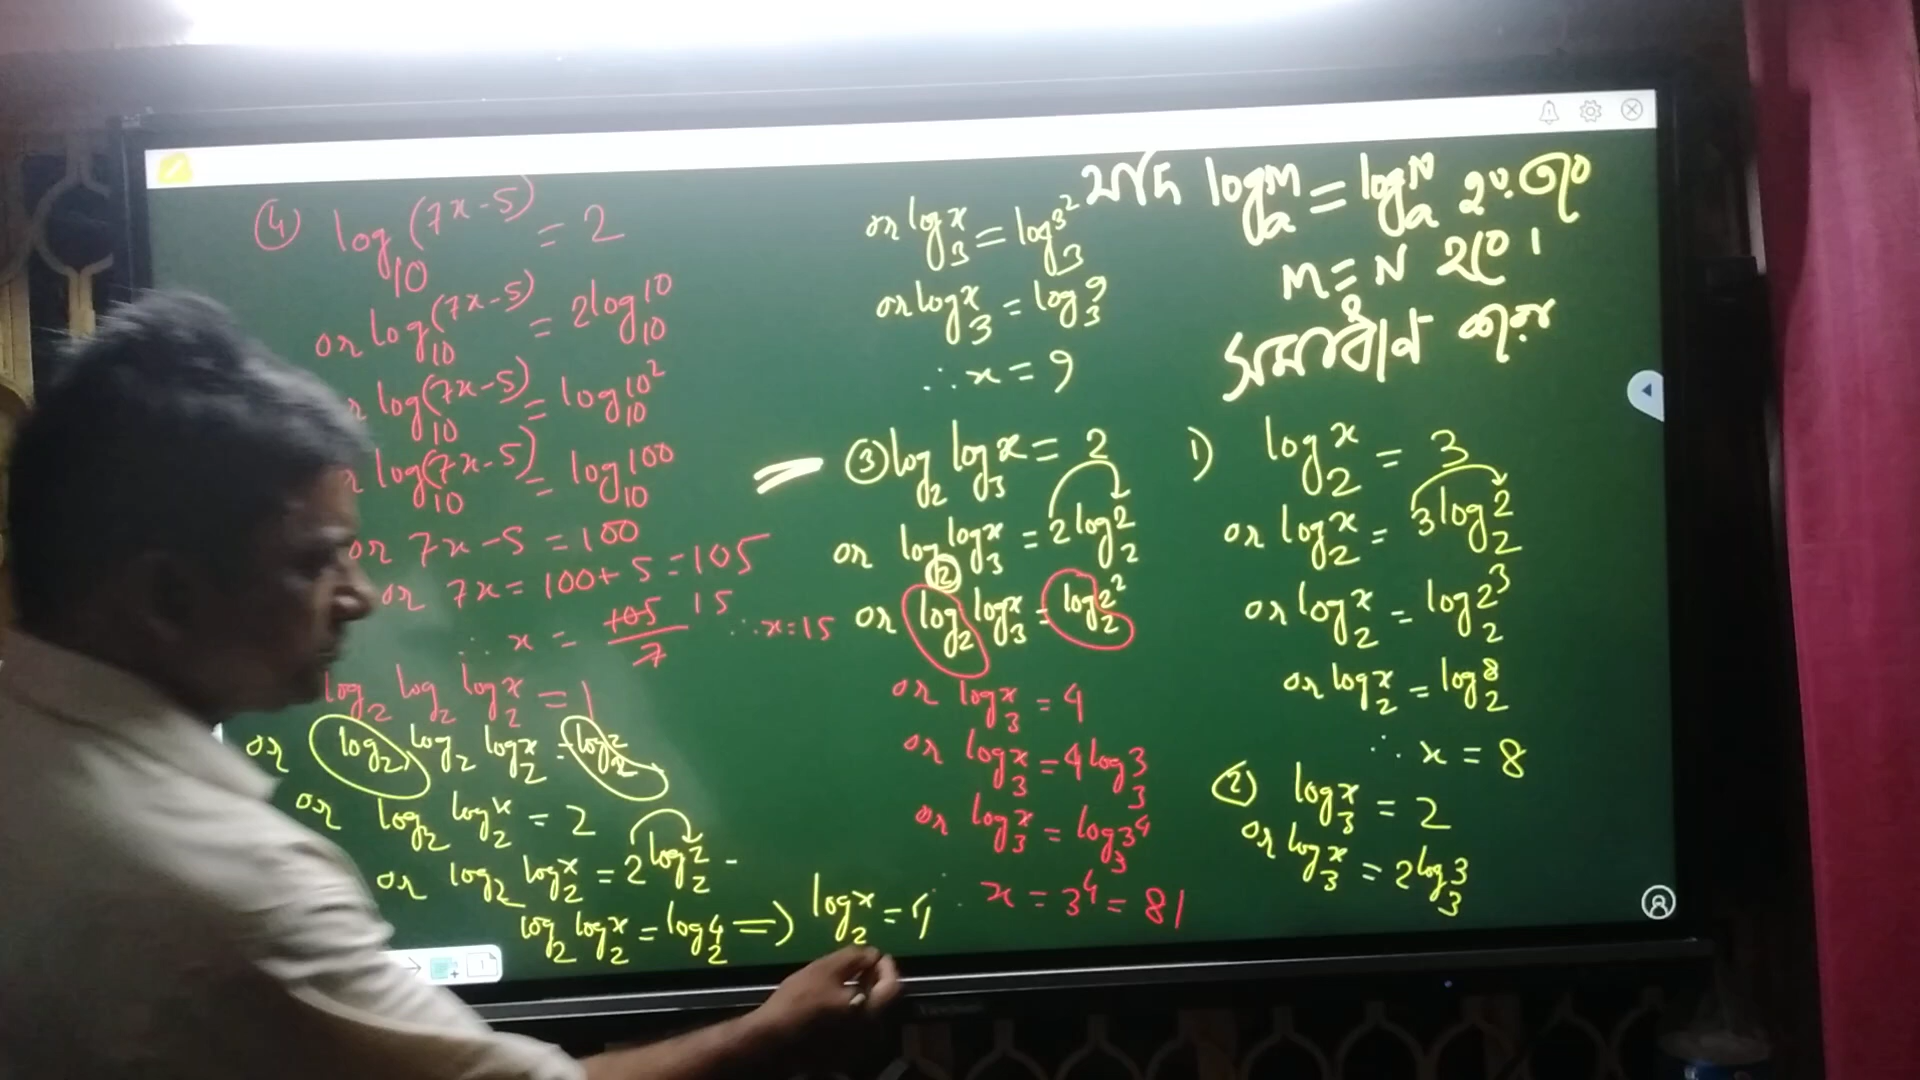 যদি logₐᴹ = logₐᴺ হয় তবে
M = N হবে।
সমাধান কর :
1) log₂ˣ = 3
or log₂ˣ = 3log₂²
or log₂ˣ = log₂2³
or log₂ˣ = log₂⁸
∴ x = 8
② log₃ˣ = 2
or log₃ˣ = 2log₃³
or log₃ˣ = log₃3²
or log₃ˣ = log₃⁹
∴ x = 9
③ log₂ log₃ˣ = 2
or log₂ log₃ˣ = 2log₂²
or log₂ log₃ˣ = log₂2²
or log₃ˣ = 4
or log₃ˣ = 4log₃³
or log₃ˣ = log₃3⁴
∴ x = 3⁴ = 81
④ log₁₀(7x-5) = 2
or log₁₀(7x-5) = 2log₁₀10
r log₁₀(7x-5) = log₁₀10²
r log₁₀(7x-5) = log₁₀100
or 7x-5 = 100
or 7x = 100+5 = 105
∴ x = 105/7 15 ∴ x = 15
log₂ log₂ log₂ˣ = 1
or log₂ log₂ log₂ˣ = log₂²
or log₂ log₂ˣ = 2
or log₂ log₂ˣ = 2log₂²
log₂ log₂ˣ = log₂4 => log₂ˣ = 4